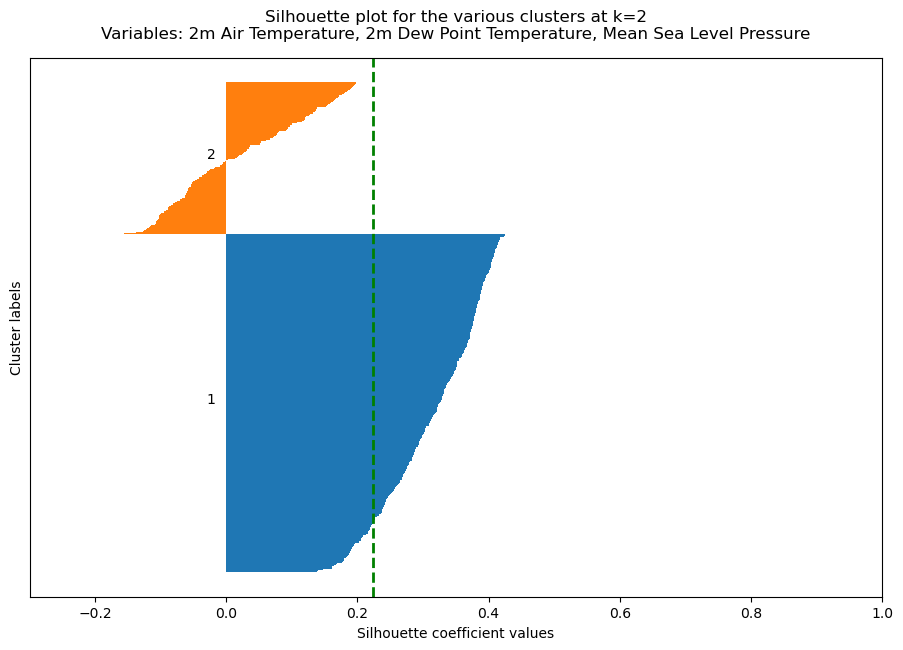 Silhouette plot for the various clusters at k=2
Variables: 2m Air Temperature, 2m Dew Point Temperature, Mean Sea Level Pressure
2
1
Cluster labels
−0.2 0.0 0.2 0.4 0.6 0.8 1.0
Silhouette coefficient values